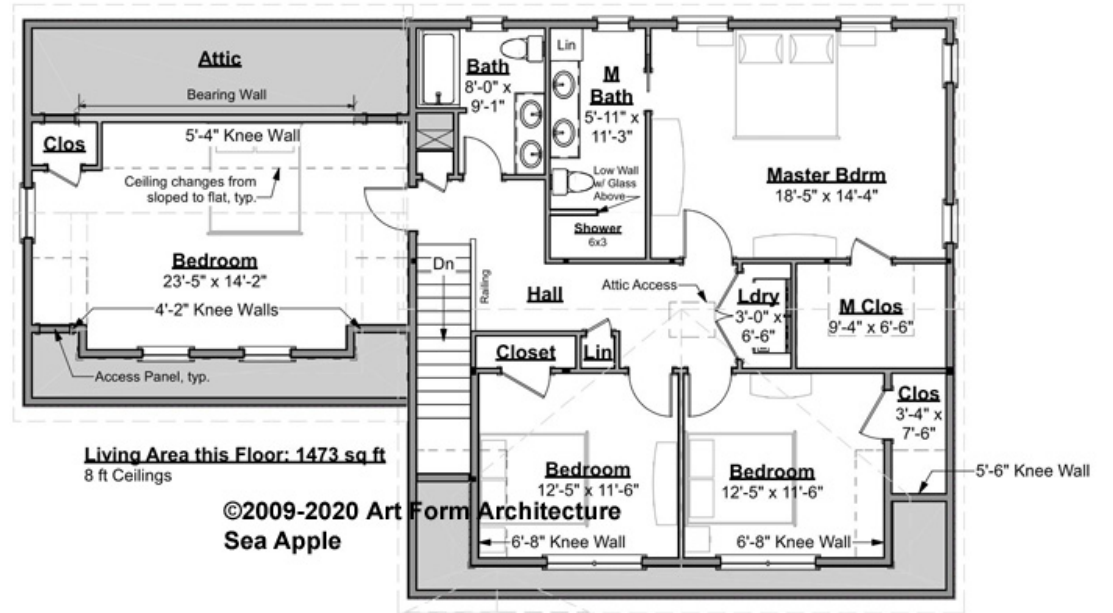 Attic
Bearing Wall
5'-4" Knee Wall
Clos
Ceiling changes from
sloped to flat, typ.
Bedroom
23'-5" x 14'-2"
4'-2" Knee Walls
Access Panel, typ.
Bath
8'-0" x
9'-1"
Lin
M
Bath
5'-11" x
11'-3"
Low Wall
w/ Glass
Above
Shower
6x3
Master Bdrm
18'-5" x 14'-4"
Dn
Railing
Hall
Attic Access
Ldry
3'-0" x
6'-6"
M Clos
9'-4" x 6'-6"
Closet
Lin
Clos
3'-4" x
7'-6"
5'-6" Knee Wall
Bedroom
12'-5" x 11'-6"
6'-8" Knee Wall
Bedroom
12'-5" x 11'-6"
6'-8" Knee Wall
Living Area this Floor: 1473 sq ft
8 ft Ceilings
©2009-2020 Art Form Architecture
Sea Apple